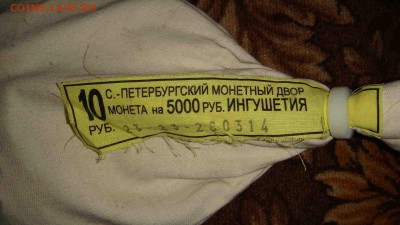 С.-ПЕТЕРБУРГСКИЙ МОНЕТНЫЙ ДВОР
10 МОНЕТА на 5000 РУБ. ИНГУШЕТИЯ
РУБ. 260314